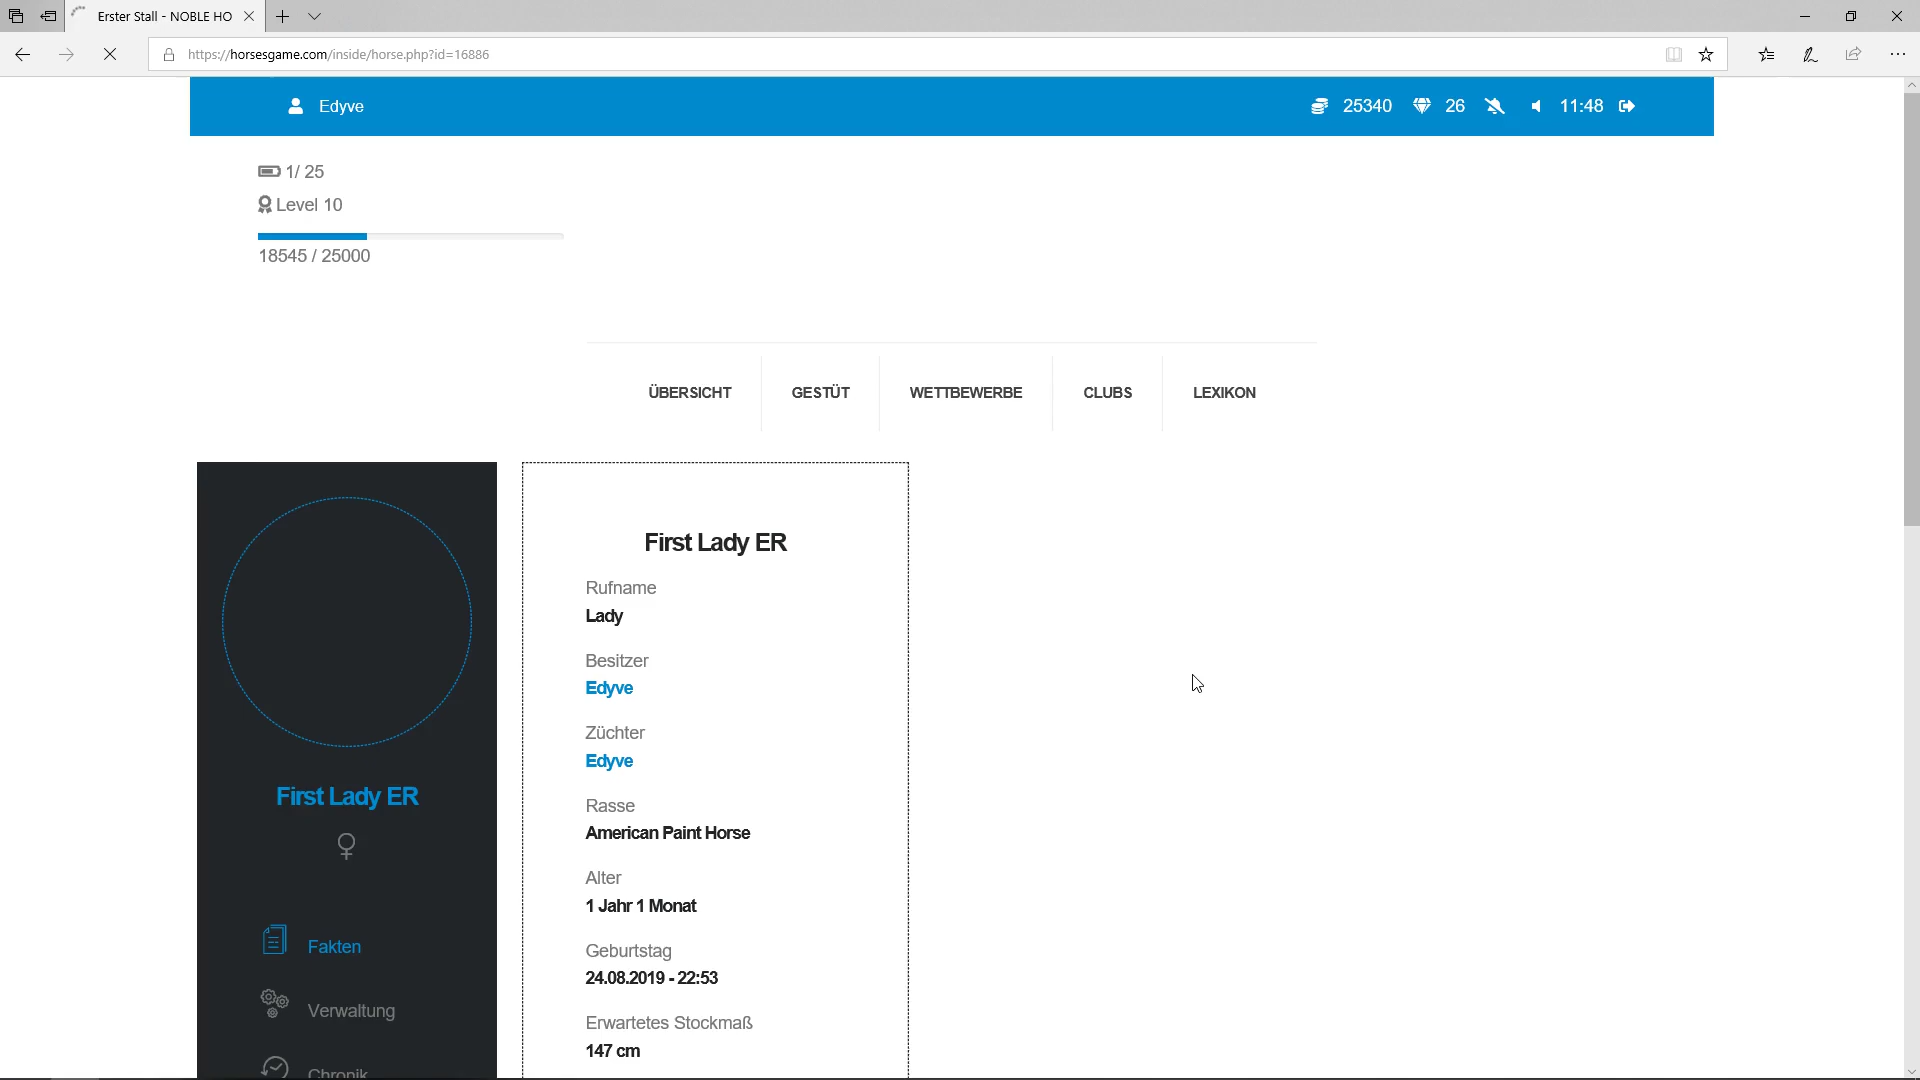 Erster Stall - NOBLE HO
https://horsesgame.com/inside/horse.php?id=16886
Edyve
25340
26
11:48
1/ 25
Level 10
18545 / 25000
ÜBERSICHT
GESTÜT
WETTBEWERBE
CLUBS
LEXIKON
First Lady ER
Fakten
Verwaltung
Chronik
First Lady ER
Rufname
Lady
Besitzer
Edyve
Züchter
Edyve
Rasse
American Paint Horse
Alter
1 Jahr 1 Monat
Geburtstag
24.08.2019 - 22:53
Erwartetes Stockmaß
147 cm